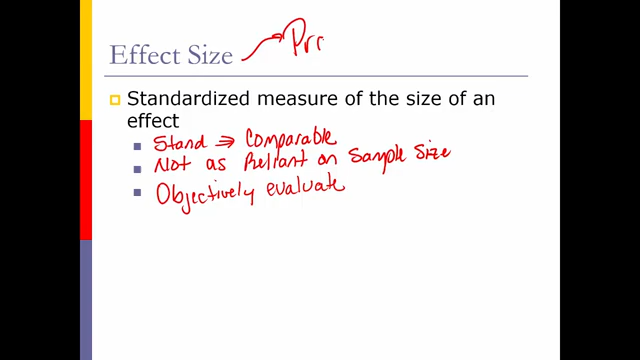 Effect Size → Prr
Standardized measure of the size of an
effect
Stand ⇒ Comparable
Not as Reliant on Sample Size
Objectively evaluate